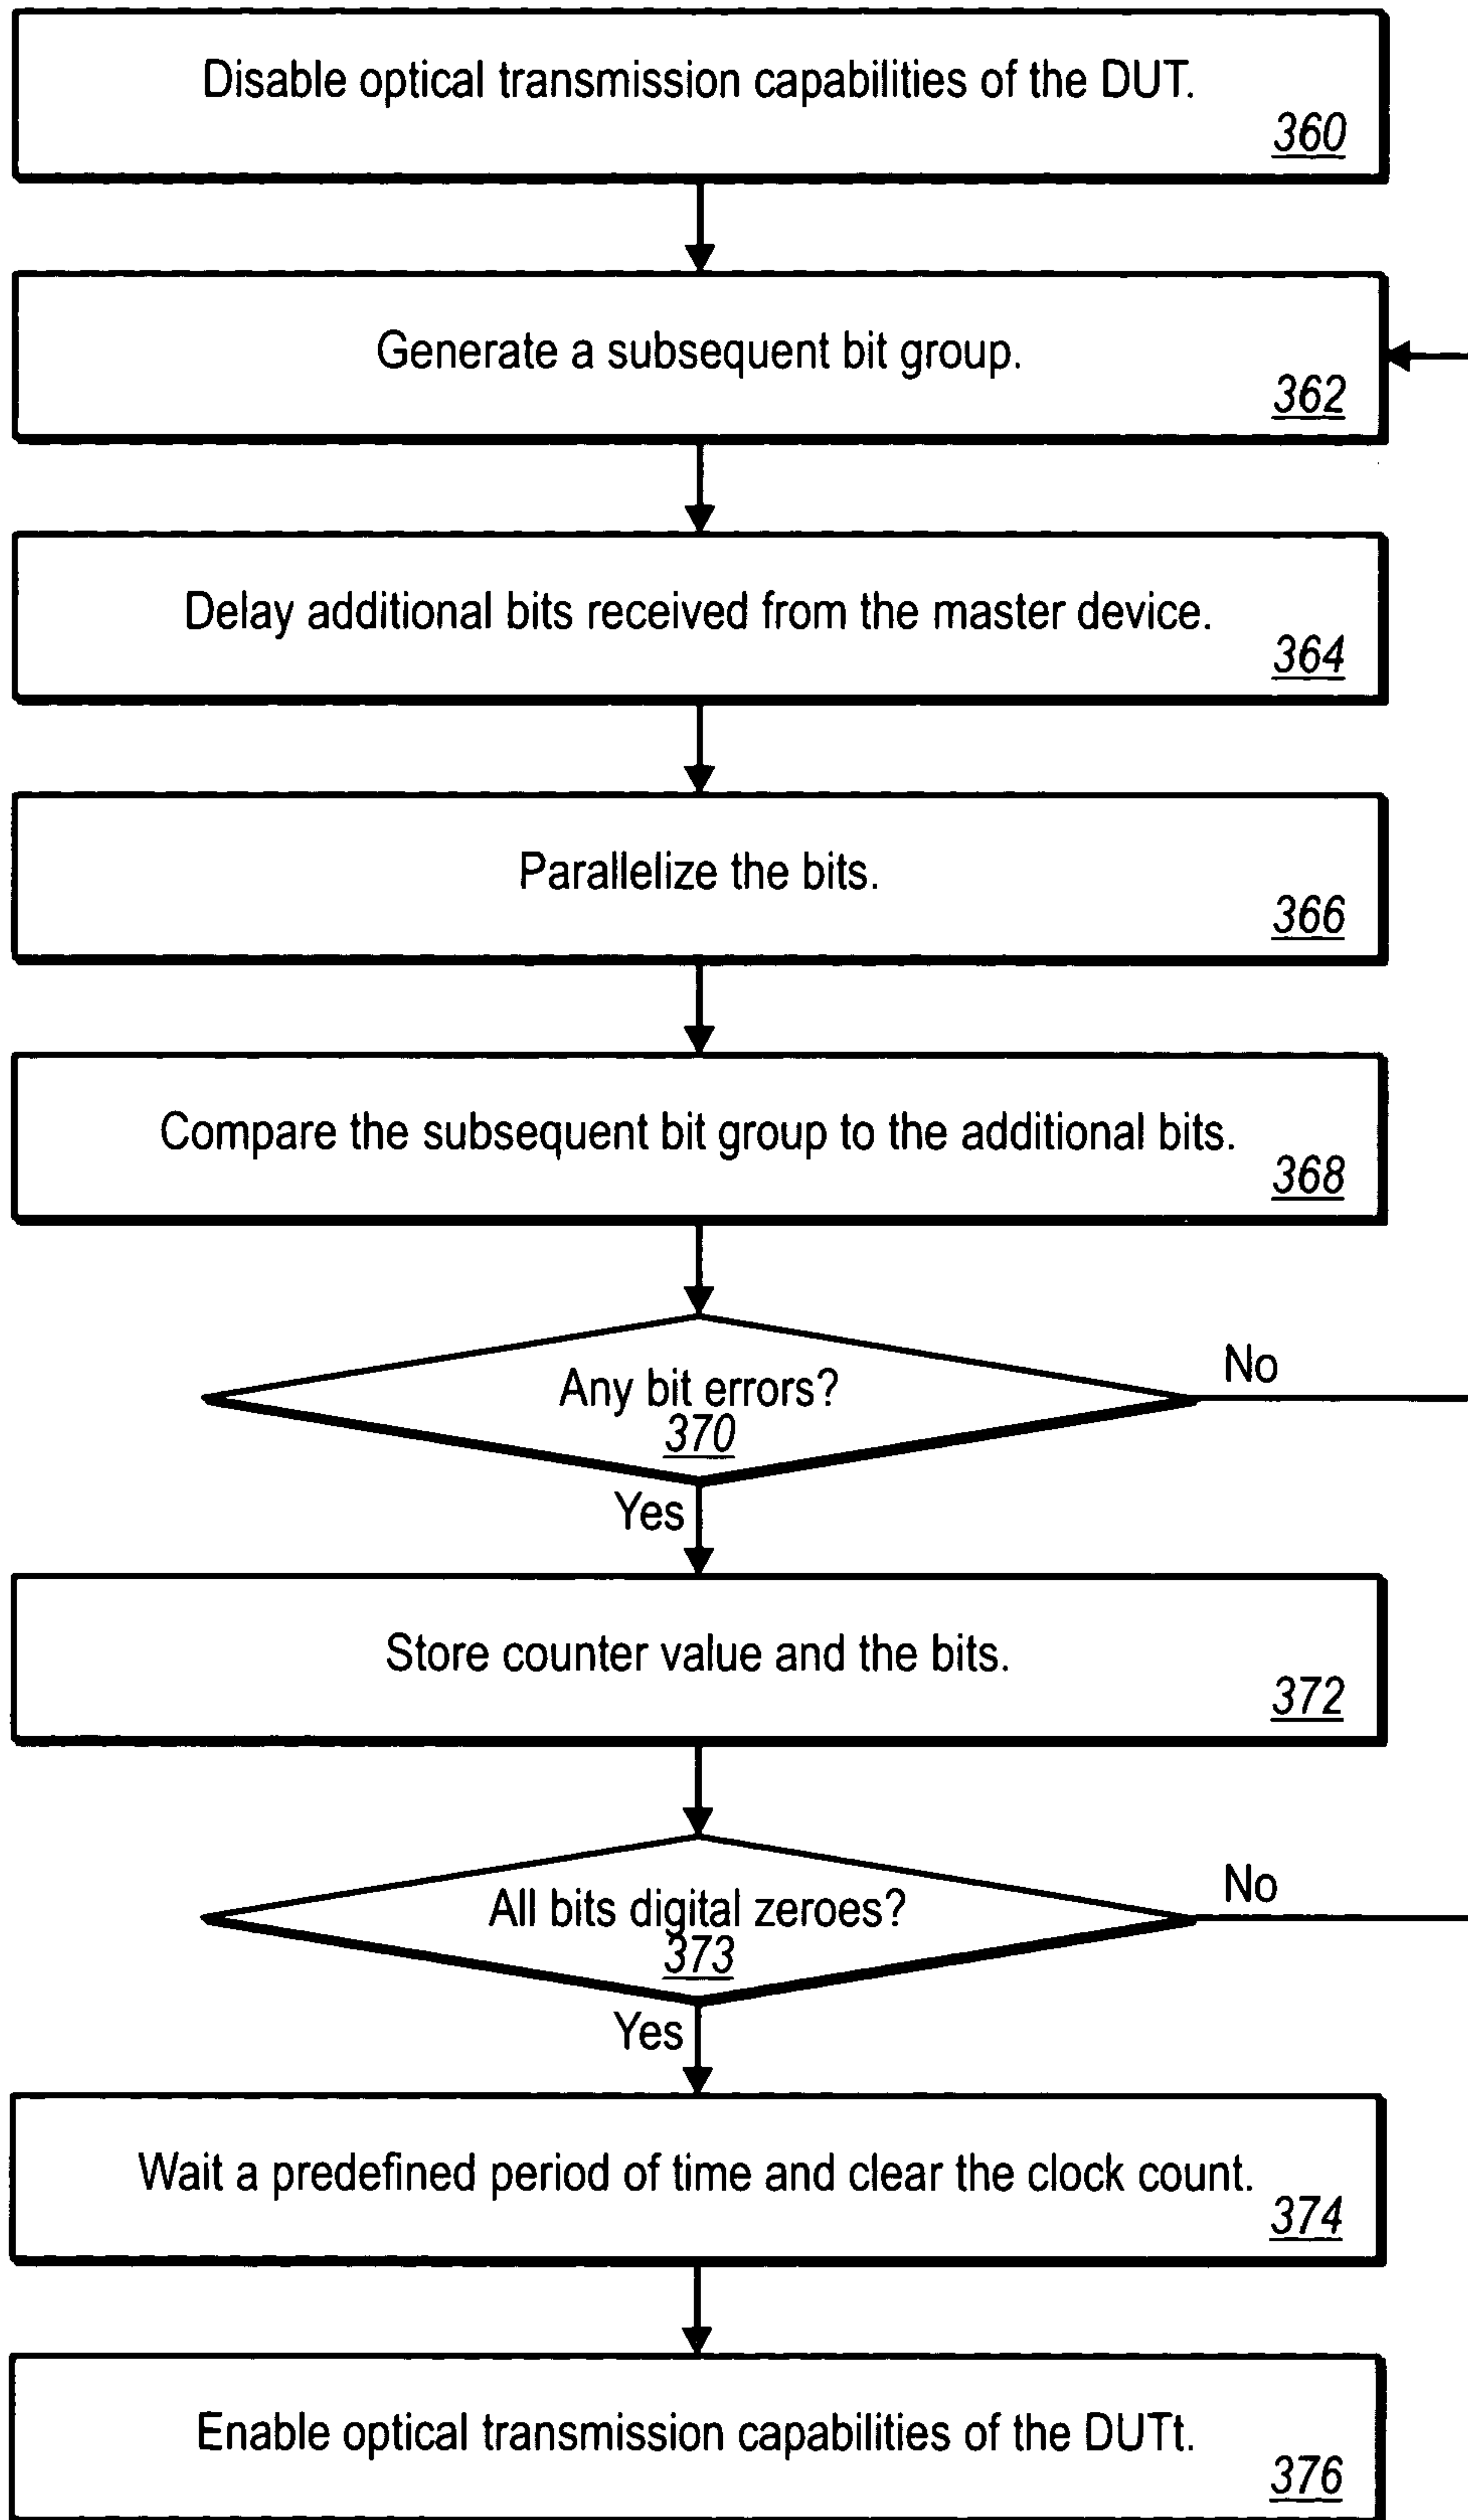 Disable optical transmission capabilities of the DUT.
360
Generate a subsequent bit group.
362
Delay additional bits received from the master device.
364
Parallelize the bits.
366
Compare the subsequent bit group to the additional bits.
368
Any bit errors?
370
No
Yes
Store counter value and the bits.
372
All bits digital zeroes?
373
No
Yes
Wait a predefined period of time and clear the clock count.
374
Enable optical transmission capabilities of the DUTt.
376